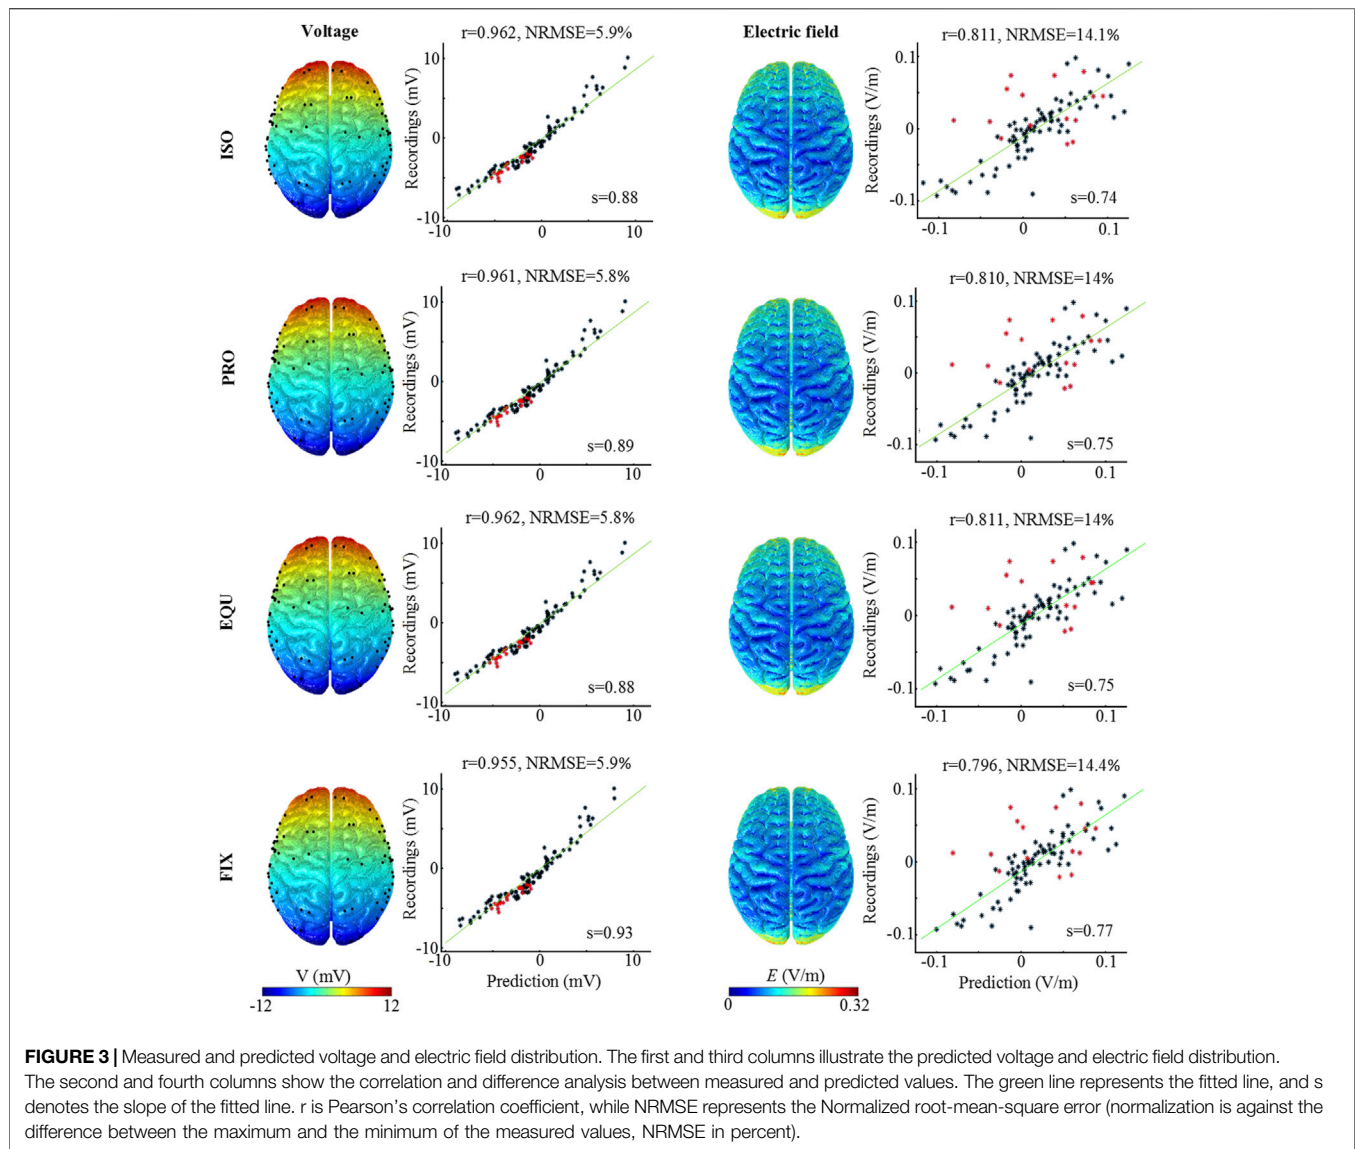 Voltage
r=0.962, NRMSE=5.9%
Electric field
r=0.811, NRMSE=14.1%
ISO
Recordings (mV)
10
0
-10
-10 0 10
s=0.88
Recordings (V/m)
0.1
0
-0.1
-0.1 0 0.1
s=0.74
r=0.961, NRMSE=5.8%
r=0.810, NRMSE=14%
PRO
Recordings (mV)
10
0
-10
-10 0 10
s=0.89
Recordings (V/m)
0.1
0
-0.1
-0.1 0 0.1
s=0.75
r=0.962, NRMSE=5.8%
r=0.811, NRMSE=14%
EQU
Recordings (mV)
10
0
-10
-10 0 10
s=0.88
Recordings (V/m)
0.1
0
-0.1
-0.1 0 0.1
s=0.75
r=0.955, NRMSE=5.9%
r=0.796, NRMSE=14.4%
FIX
Recordings (mV)
10
0
-10
-10 0 10
s=0.93
Recordings (V/m)
0.1
0
-0.1
-0.1 0 0.1
s=0.77
V (mV)
-12 12
Prediction (mV)
E (V/m)
0 0.32
Prediction (V/m)
FIGURE 3 | Measured and predicted voltage and electric field distribution. The first and third columns illustrate the predicted voltage and electric field distribution.
The second and fourth columns show the correlation and difference analysis between measured and predicted values. The green line represents the fitted line, and s
denotes the slope of the fitted line. r is Pearson's correlation coefficient, while NRMSE represents the Normalized root-mean-square error (normalization is against the
difference between the maximum and the minimum of the measured values, NRMSE in percent).